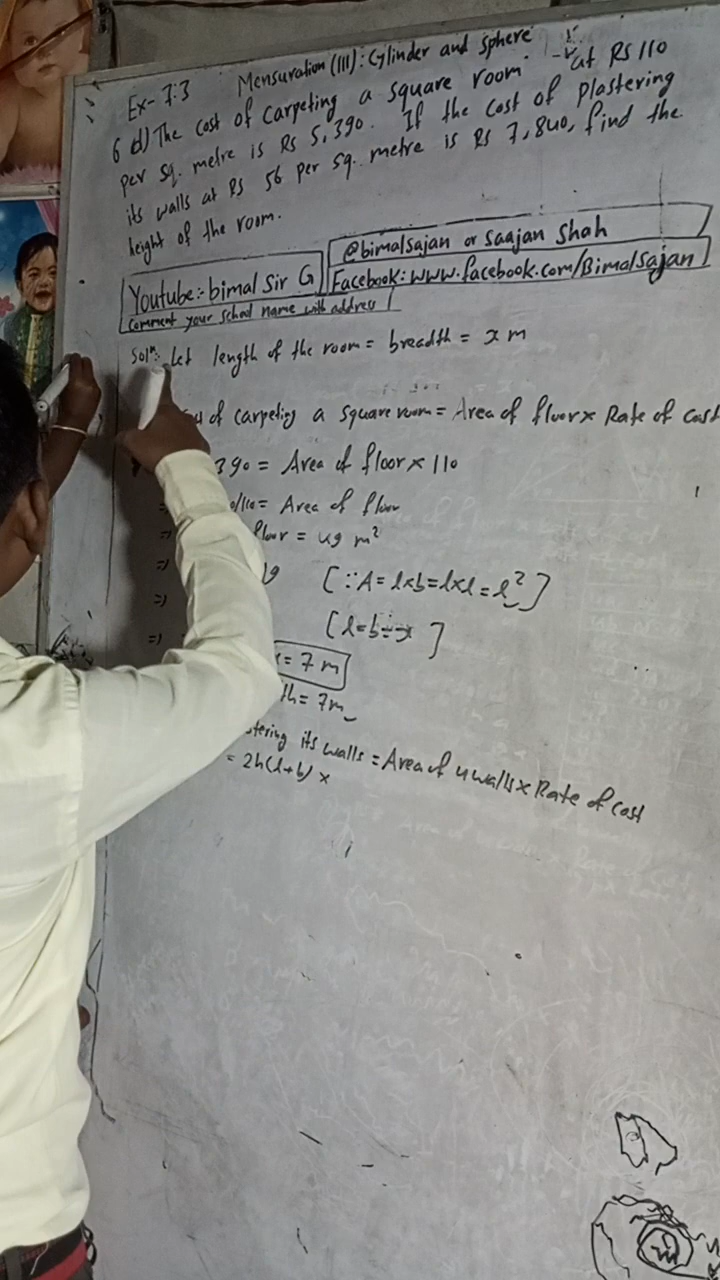 Ex- 7.3 Mensuration (III): Cylinder and sphere
6 d) The cost of carpeting a square room at RS 110
per sq. metre is RS 5,390. If the cost of plastering
its walls at RS 56 per sq. metre is RS 7,840, find the
height of the room.
@bimalsajan or Saajan Shah
Youtube:- bimal Sir G
Facebook: www.facebook.com/BimalSajan
Comment your school name with address
Solⁿ: Let length of the room = breadth = x m
of carpeting a square room = Area of floor x Rate of cost
390 = Area of floor x 110
/110 = Area of floor
=> floor = 49 m²
=> [∵A = l×b = l×l = l²]
=> [l=b=x]
=> = 7 m
= 7m
its walls = Area of 4 walls x Rate of cost
= 2h(l+b) x